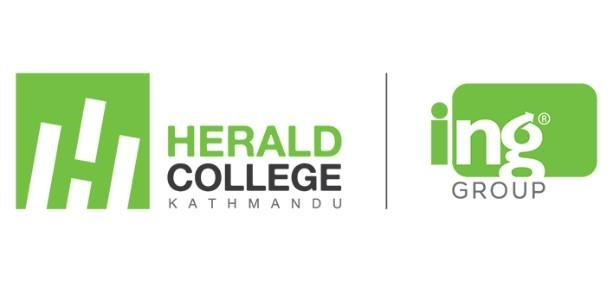 HERALD
COLLEGE
KATHMANDU
ing®
GROUP